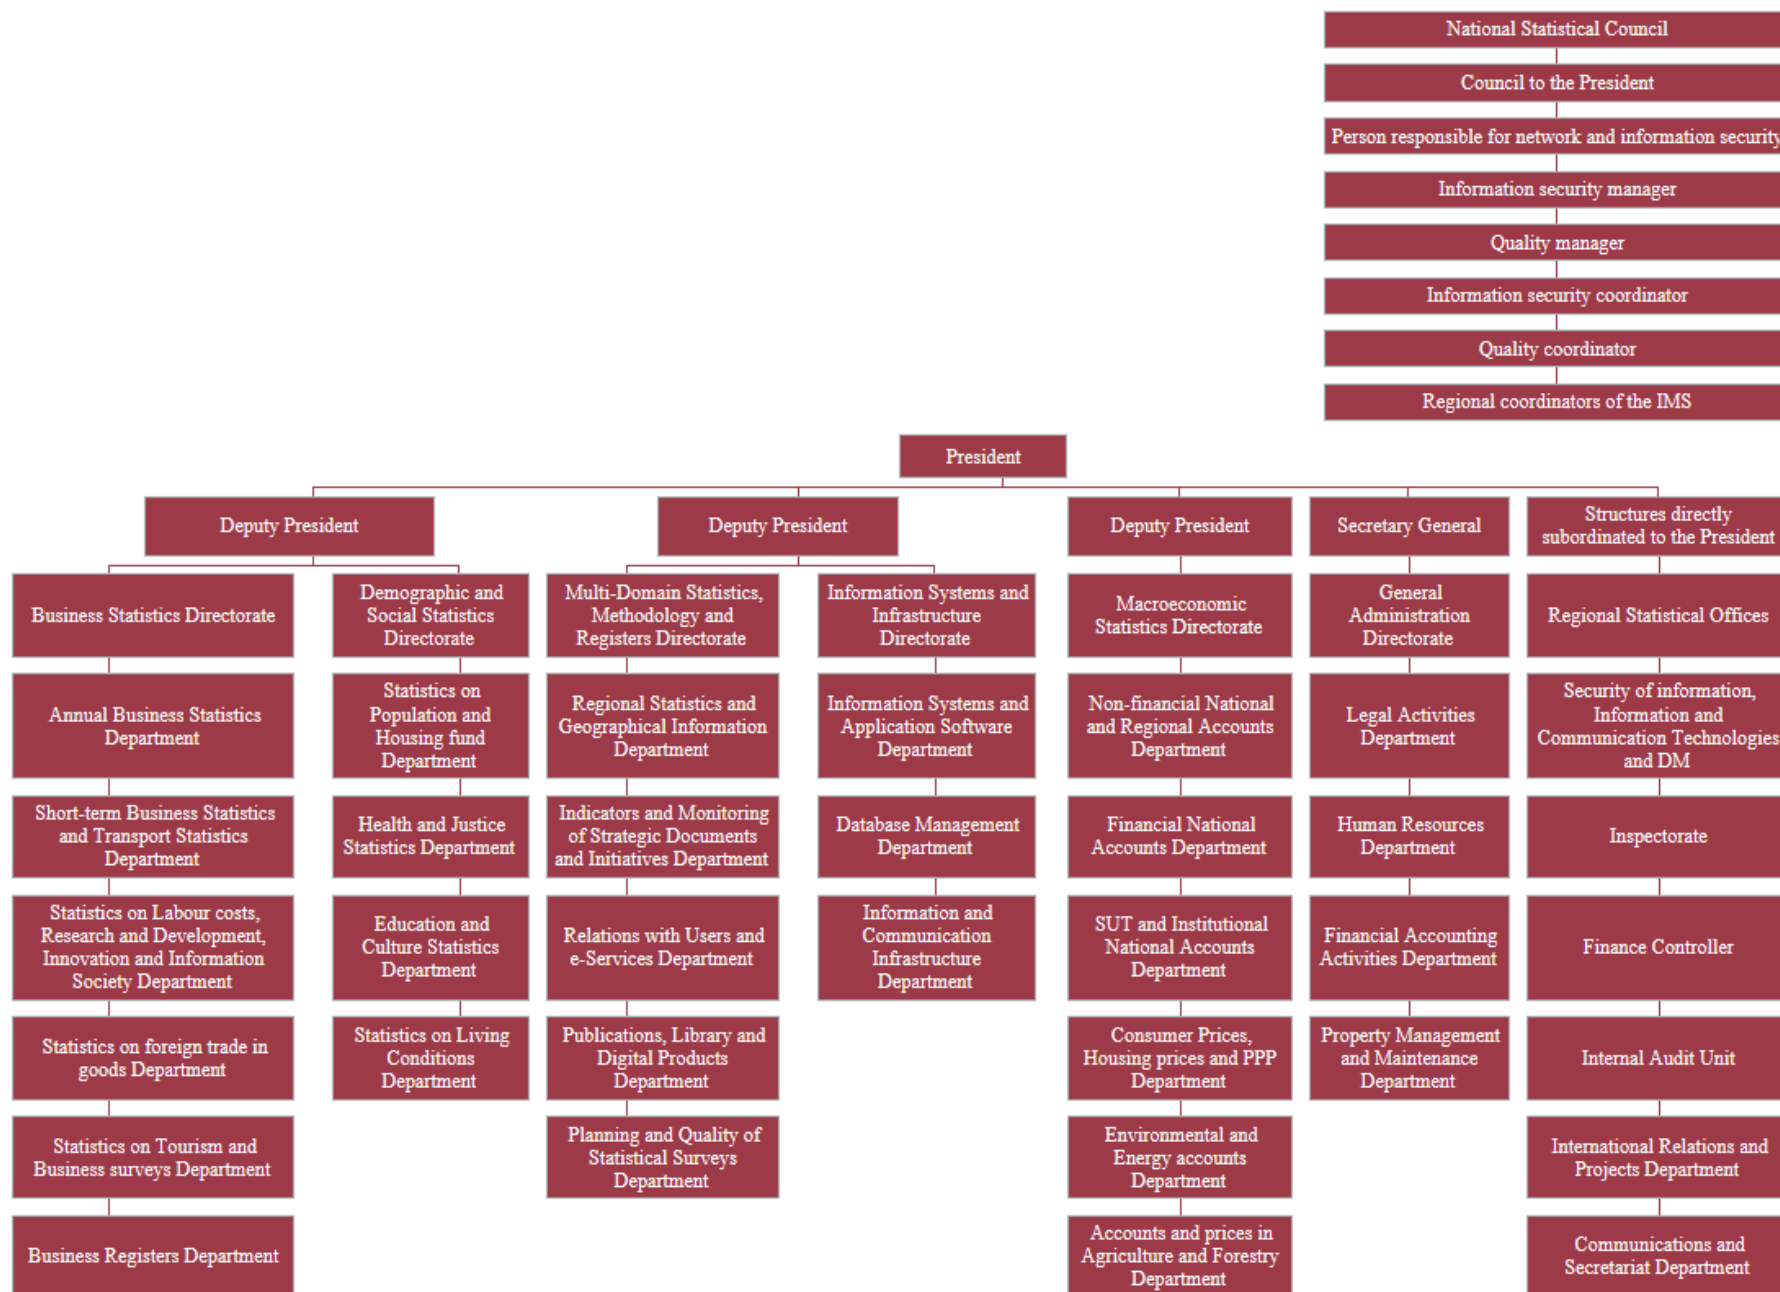 National Statistical Council
Council to the President
Person responsible for network and information security
Information security manager
Quality manager
Information security coordinator
Quality coordinator
Regional coordinators of the IMS
President
Deputy President
Business Statistics Directorate
Annual Business Statistics
Department
Short-term Business Statistics
and Transport Statistics
Department
Statistics on Labour costs,
Research and Development,
Innovation and Information
Society Department
Statistics on foreign trade in
goods Department
Statistics on Tourism and
Business surveys Department
Business Registers Department
Demographic and
Social Statistics
Directorate
Statistics on
Population and
Housing fund
Department
Health and Justice
Statistics Department
Education and
Culture Statistics
Department
Statistics on Living
Conditions
Department
Deputy President
Multi-Domain Statistics,
Methodology and
Registers Directorate
Regional Statistics and
Geographical Information
Department
Indicators and Monitoring
of Strategic Documents
and Initiatives Department
Relations with Users and
e-Services Department
Publications, Library and
Digital Products
Department
Planning and Quality of
Statistical Surveys
Department
Information Systems and
Infrastructure
Directorate
Information Systems and
Application Software
Department
Database Management
Department
Information and
Communication
Infrastructure
Department
Deputy President
Macroeconomic
Statistics Directorate
Non-financial National
and Regional Accounts
Department
Financial National
Accounts Department
SUT and Institutional
National Accounts
Department
Consumer Prices,
Housing prices and PPP
Department
Environmental and
Energy accounts
Department
Accounts and prices in
Agriculture and Forestry
Department
Secretary General
General
Administration
Directorate
Legal Activities
Department
Human Resources
Department
Financial Accounting
Activities Department
Property Management
and Maintenance
Department
Structures directly
subordinated to the President
Regional Statistical Offices
Security of information,
Information and
Communication Technologies
and DM
Inspectorate
Finance Controller
Internal Audit Unit
International Relations and
Projects Department
Communications and
Secretariat Department